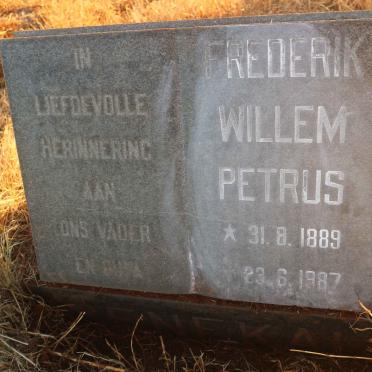 IN
LIEFDEVOLLE
HERINNERING
AAN
ONS VADER
EN OUPA
FREDERIK
WILLEM
PETRUS
★ 31. 8. 1889
23. 6. 1987